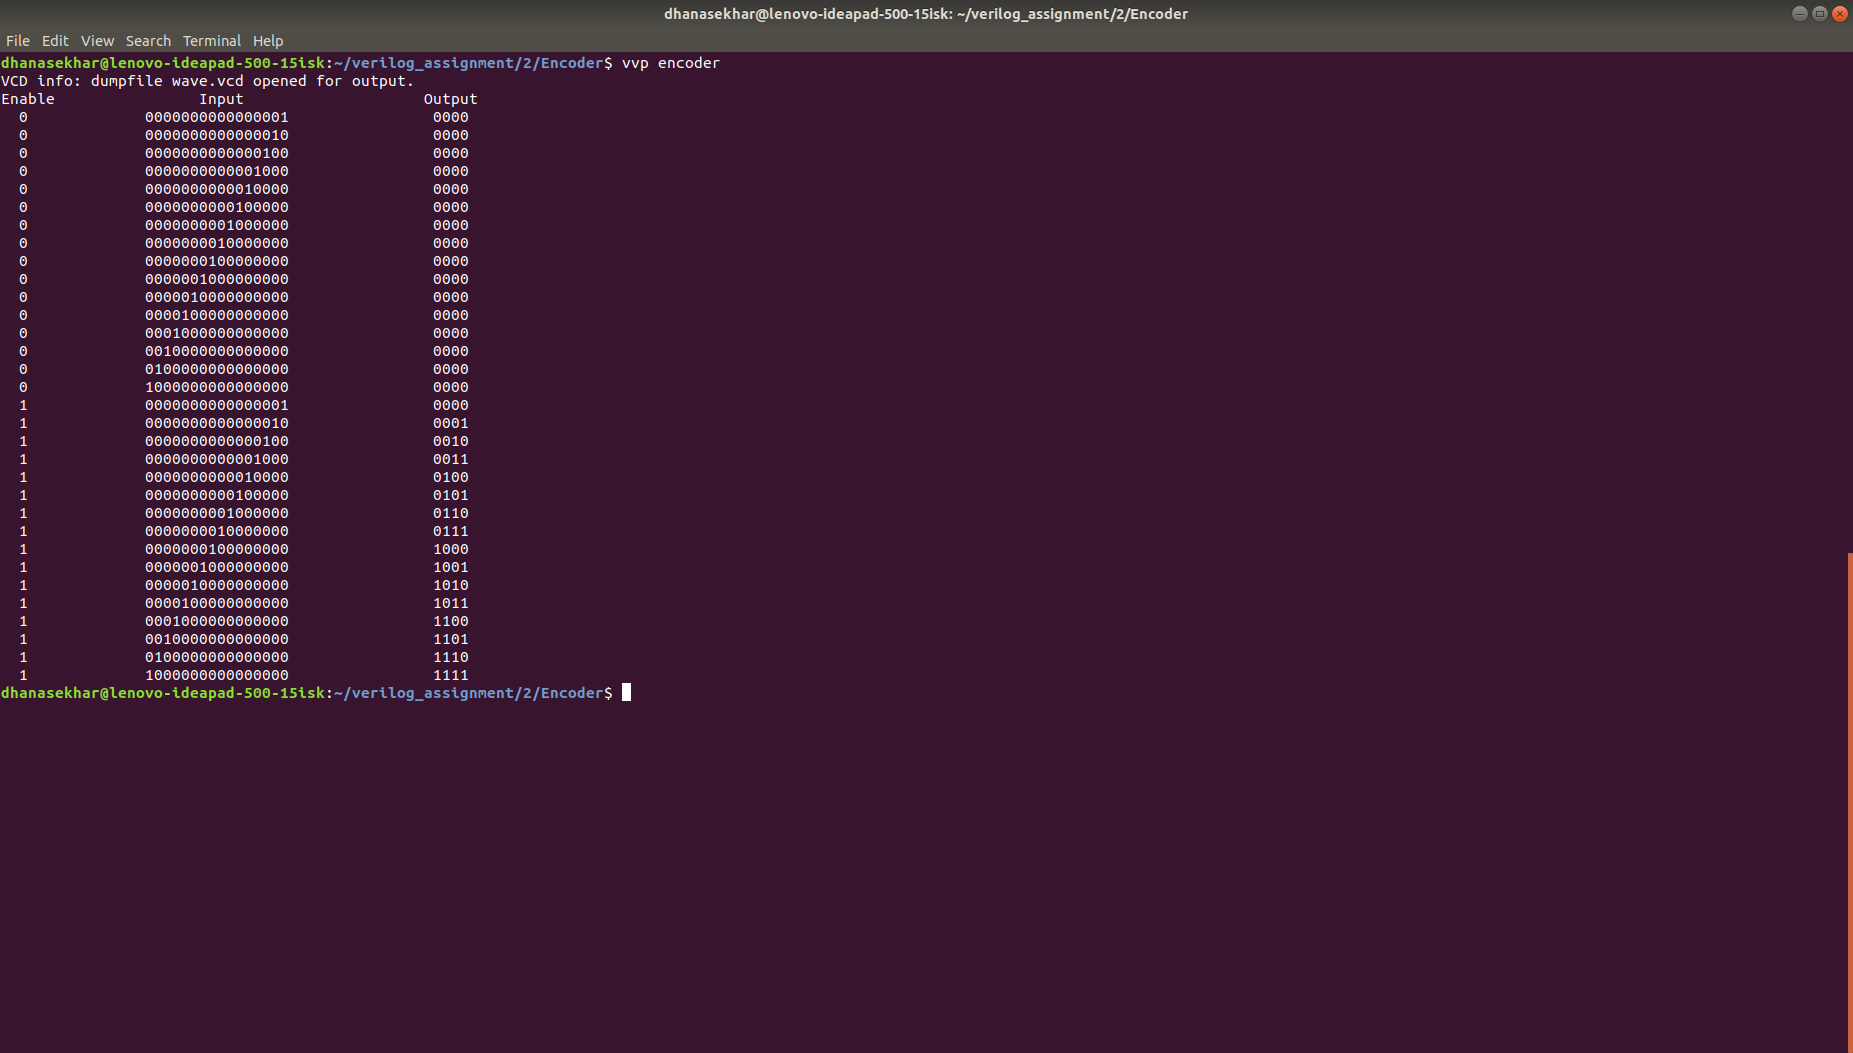 dhanasekhar@lenovo-ideapad-500-15isk: ~/verilog_assignment/2/Encoder
File Edit View Search Terminal Help
dhanasekhar@lenovo-ideapad-500-15isk:~/verilog_assignment/2/Encoder$ vvp encoder
VCD info: dumpfile wave.vcd opened for output.
Enable Input Output
0 0000000000000001 0000
0 0000000000000010 0000
0 0000000000000100 0000
0 0000000000001000 0000
0 0000000000010000 0000
0 0000000000100000 0000
0 0000000001000000 0000
0 0000000010000000 0000
0 0000000100000000 0000
0 0000001000000000 0000
0 0000010000000000 0000
0 0000100000000000 0000
0 0001000000000000 0000
0 0010000000000000 0000
0 0100000000000000 0000
0 1000000000000000 0000
1 0000000000000001 0000
1 0000000000000010 0001
1 0000000000000100 0010
1 0000000000001000 0011
1 0000000000010000 0100
1 0000000000100000 0101
1 0000000001000000 0110
1 0000000010000000 0111
1 0000000100000000 1000
1 0000001000000000 1001
1 0000010000000000 1010
1 0000100000000000 1011
1 0001000000000000 1100
1 0010000000000000 1101
1 0100000000000000 1110
1 1000000000000000 1111
dhanasekhar@lenovo-ideapad-500-15isk:~/verilog_assignment/2/Encoder$